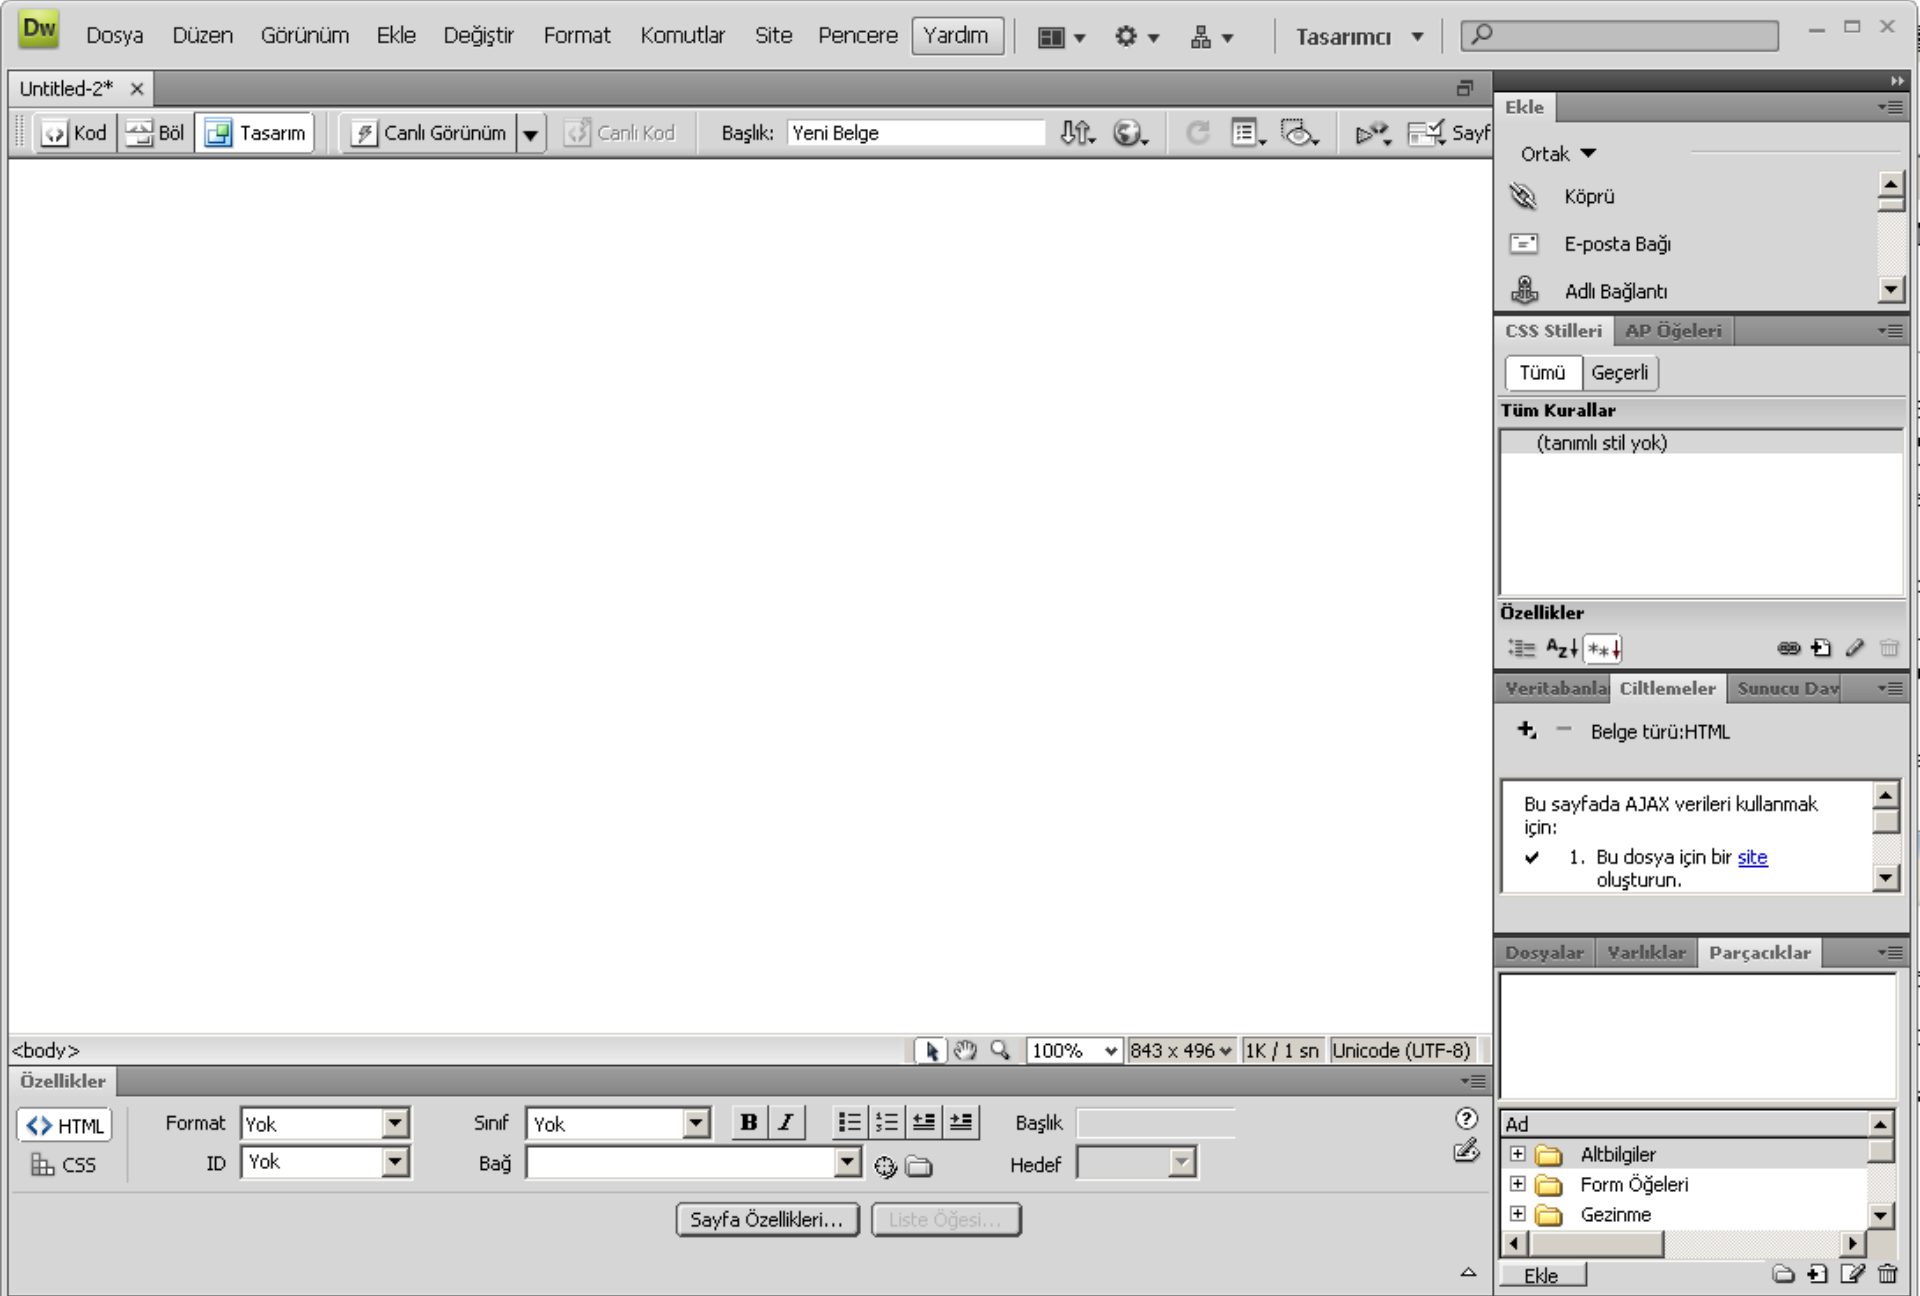 Dw Dosya Düzen Görünüm Ekle Değiştir Format Komutlar Site Pencere Yardım Tasarımcı
Untitled-2*
Kod Böl Tasarım Canlı Görünüm Canlı Kod Başlık: Yeni Belge Sayf
Ekle
Ortak
Köprü
E-posta Bağı
Adlı Bağlantı
CSS Stilleri AP Öğeleri
Tümü Geçerli
Tüm Kurallar
(tanımlı stil yok)
Özellikler
Veritabanla Ciltlemeler Sunucu Dav
Belge türü:HTML
Bu sayfada AJAX verileri kullanmak
için:
1. Bu dosya için bir site
oluşturun.
Dosyalar Varlıklar Parçacıklar
Ad
Altbilgiler
Form Öğeleri
Gezinme
Ekle
<body> 100% 843 x 496 1K / 1 sn Unicode (UTF-8)
Özellikler
HTML Format Yok Sınıf Yok B I Başlık
CSS ID Yok Bağ Hedef
Sayfa Özellikleri... Liste Öğesi...